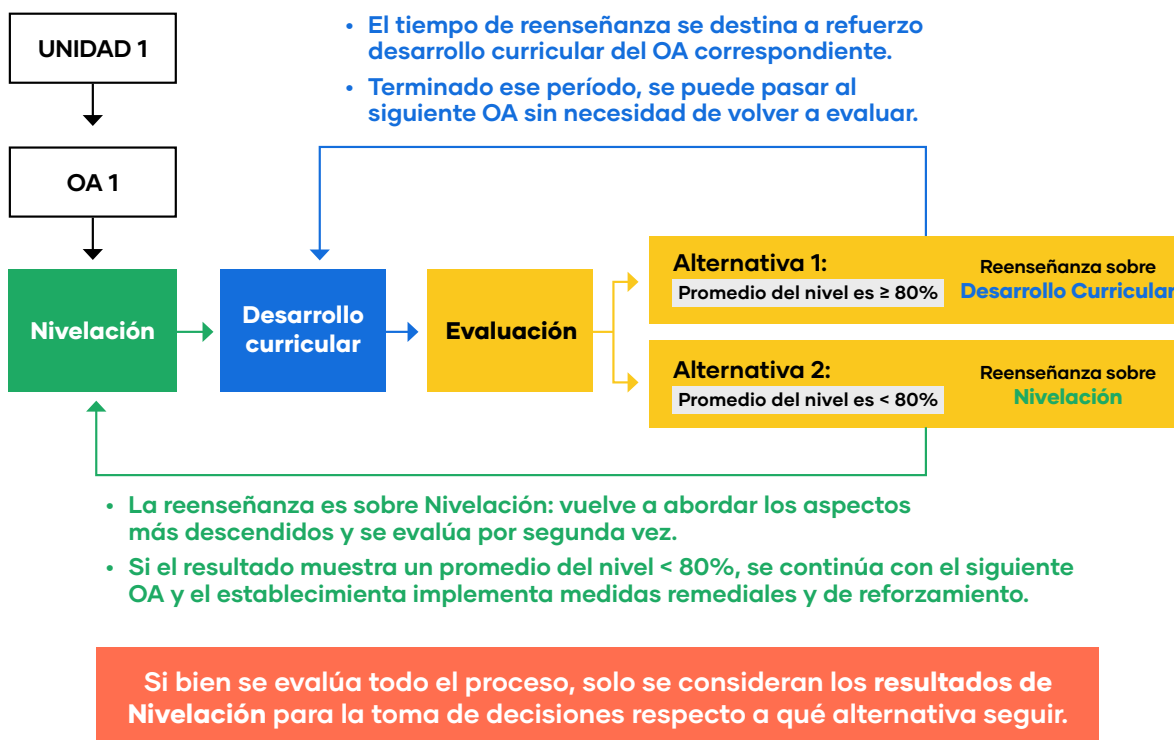 UNIDAD 1
• El tiempo de reenseñanza se destina a refuerzo
desarrollo curricular del OA correspondiente.
• Terminado ese período, se puede pasar al
siguiente OA sin necesidad de volver a evaluar.
OA 1
Nivelación
Desarrollo
curricular
Evaluación
Alternativa 1:
Promedio del nivel es ≥ 80%
Reenseñanza sobre
Desarrollo Curricular
Alternativa 2:
Promedio del nivel es < 80%
Reenseñanza sobre
Nivelación
• La reenseñanza es sobre Nivelación: vuelve a abordar los aspectos
más descendidos y se evalúa por segunda vez.
• Si el resultado muestra un promedio del nivel < 80%, se continúa con el siguiente
OA y el establecimienta implementa medidas remediales y de reforzamiento.
Si bien se evalúa todo el proceso, solo se consideran los resultados de
Nivelación para la toma de decisiones respecto a qué alternativa seguir.